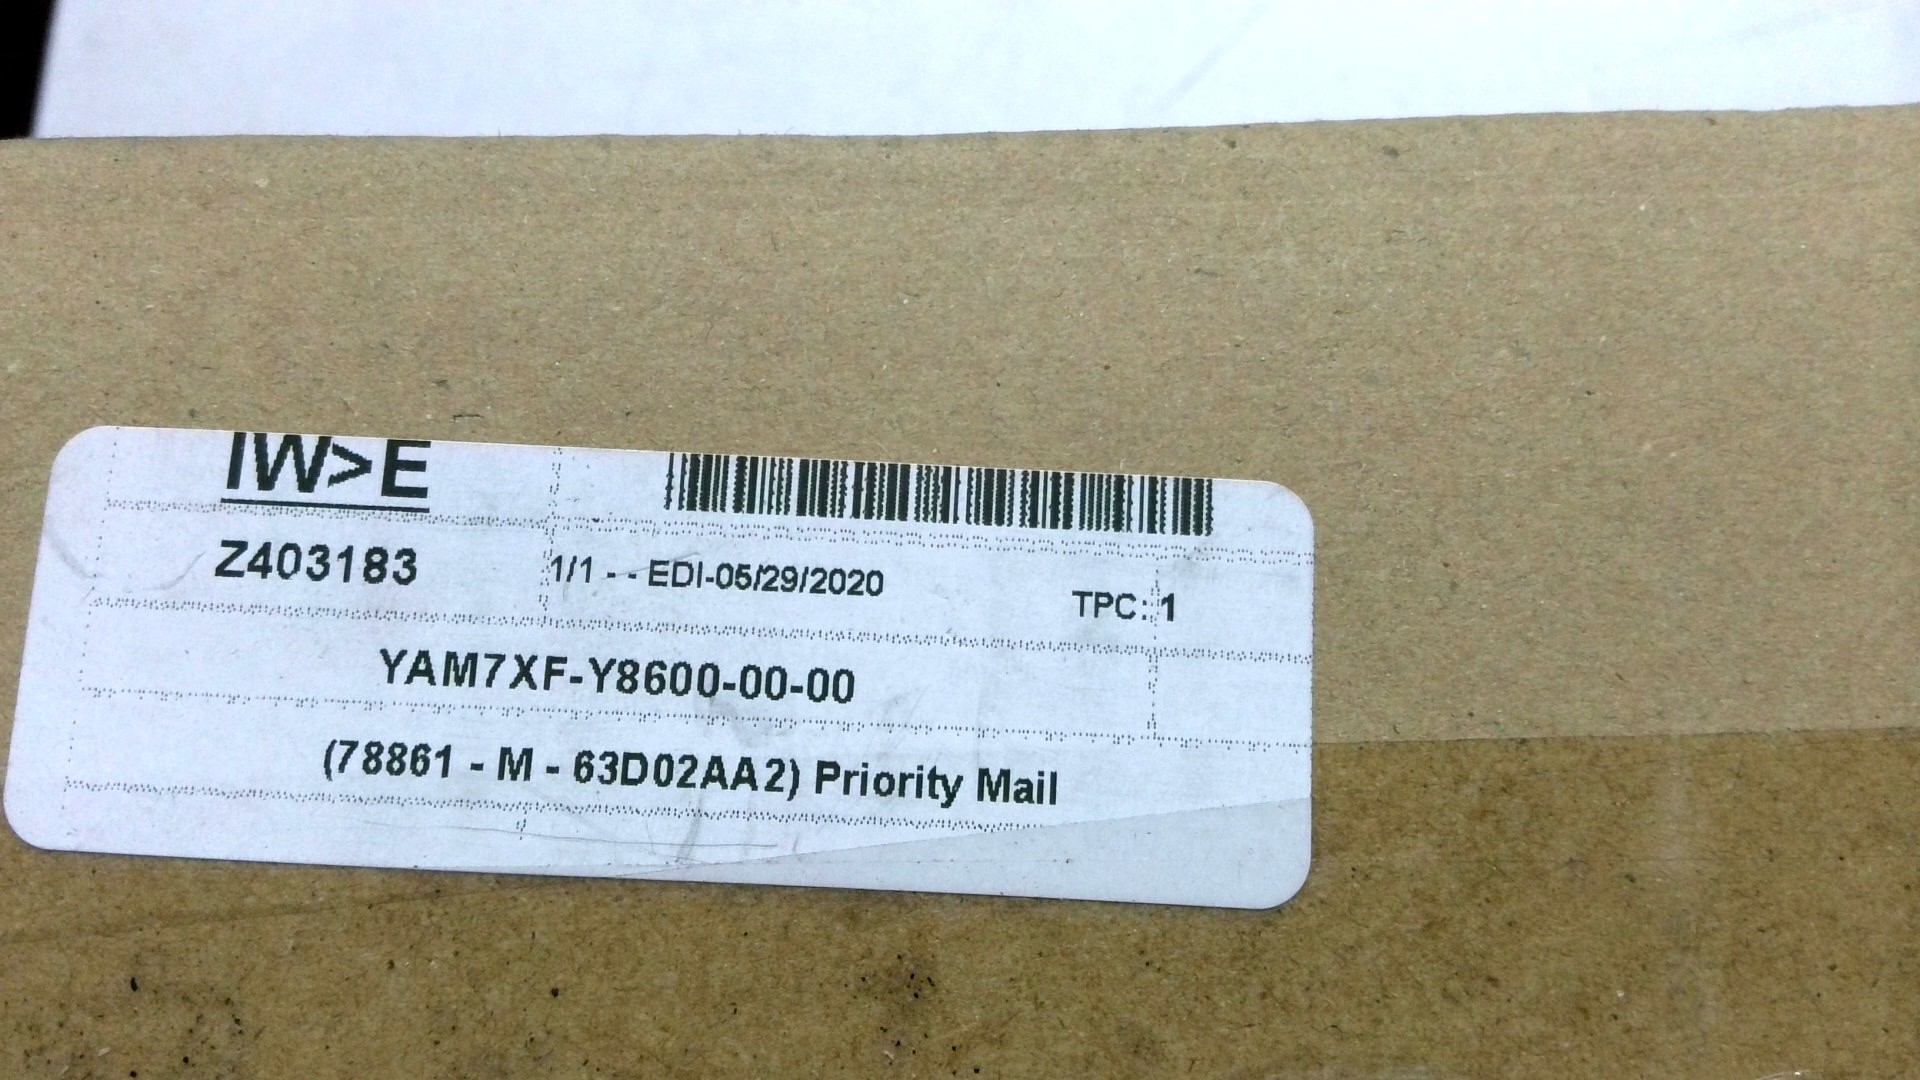 IW>E
Z403183 1/1 - - EDI-05/29/2020 TPC: 1
YAM7XF-Y8600-00-00
(78861 - M - 63D02AA2) Priority Mail